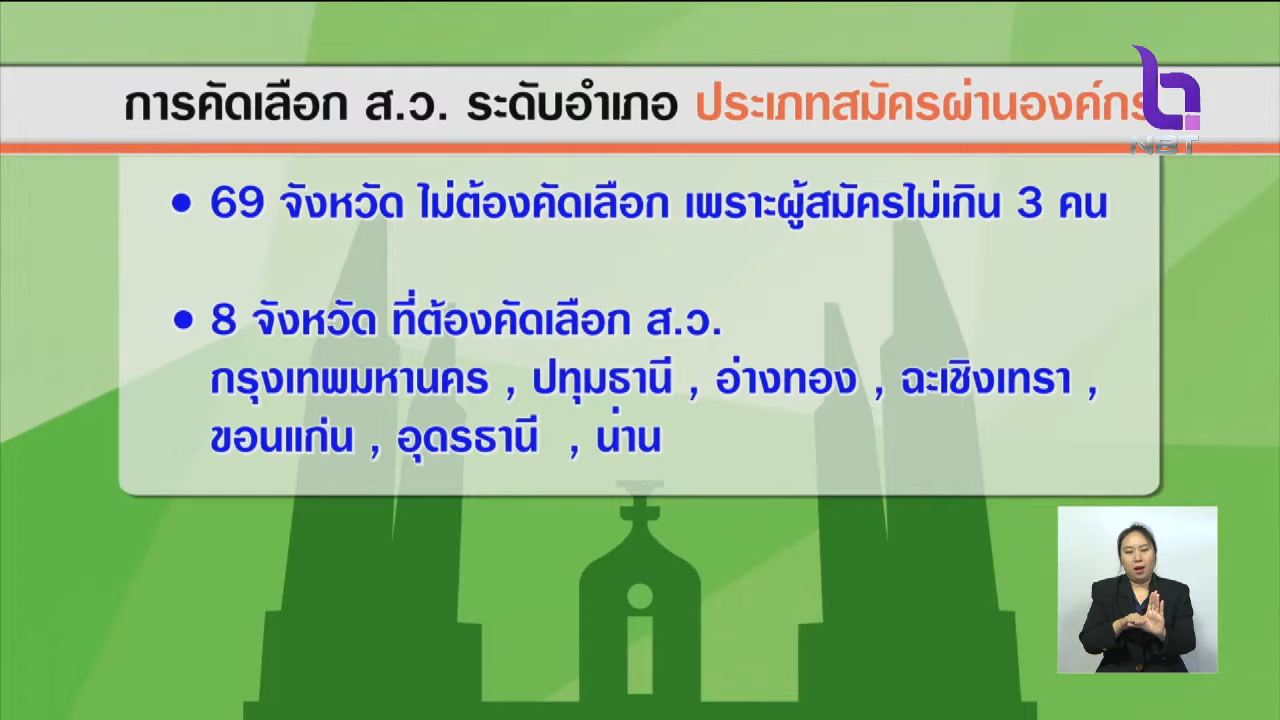 การคัดเลือก ส.ว. ระดับอำเภอ ประเภทสมัครผ่านองค์กร
NBT
• 69 จังหวัด ไม่ต้องคัดเลือก เพราะผู้สมัครไม่เกิน 3 คน
• 8 จังหวัด ที่ต้องคัดเลือก ส.ว.
กรุงเทพมหานคร , ปทุมธานี , อ่างทอง , ฉะเชิงเทรา ,
ขอนแก่น , อุดรธานี , น่าน